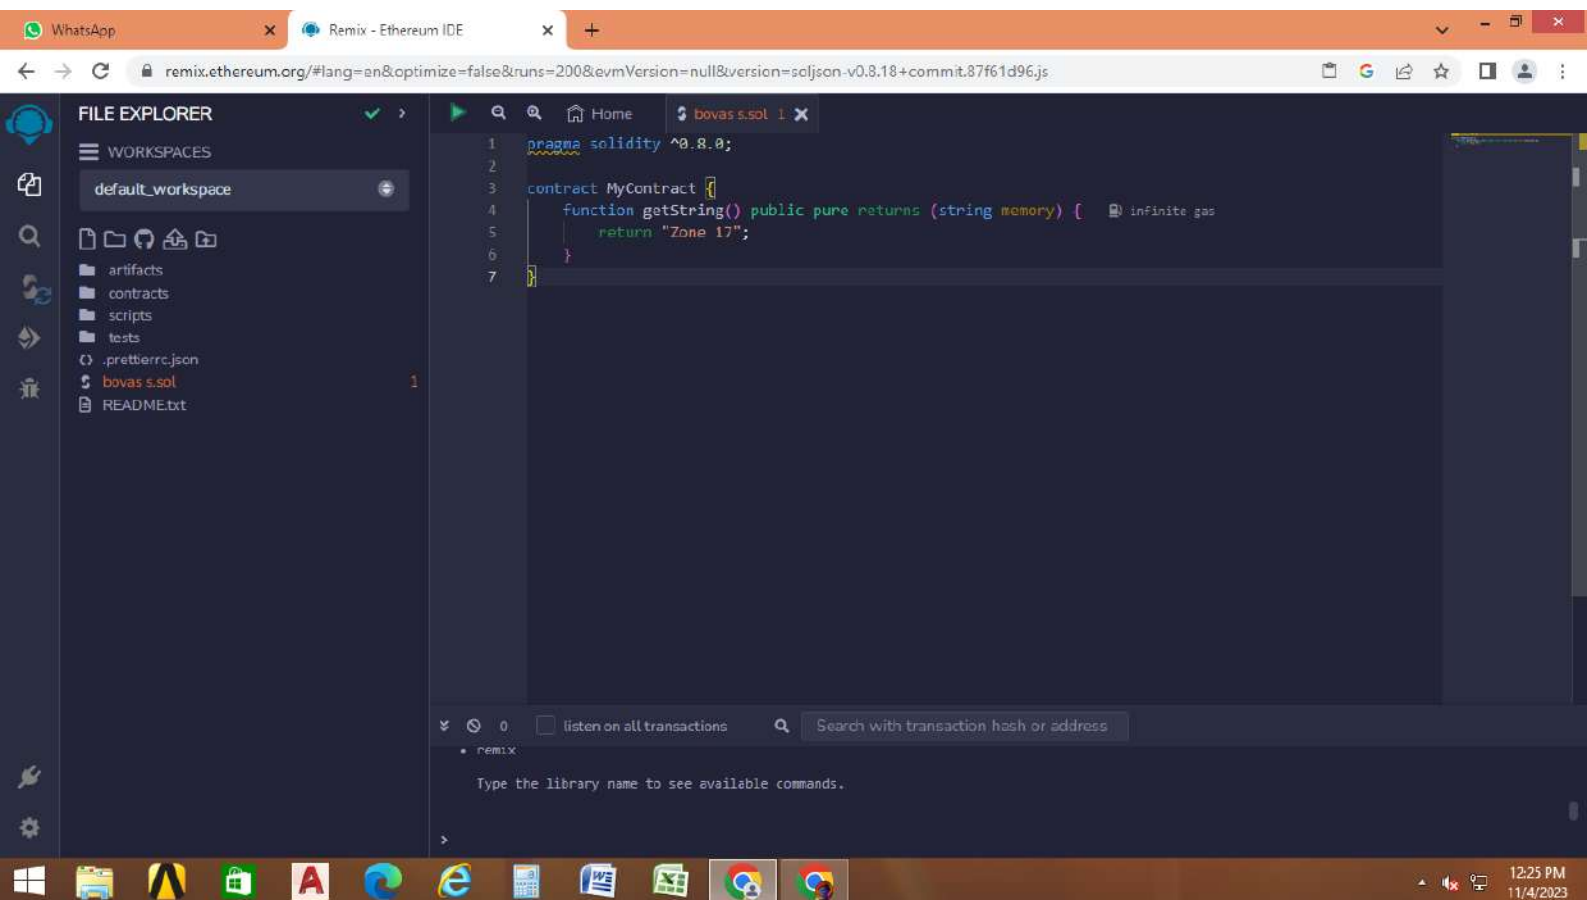 WhatsApp
Remix - Ethereum IDE
remix.ethereum.org/#lang=en&optimize=false&runs=200&evmVersion=null&version=soljson-v0.8.18+commit.87f61d96.js
FILE EXPLORER
WORKSPACES
default_workspace
artifacts
contracts
scripts
tests
.prettierrc.json
bovas s.sol 1
README.txt
Home bovas s.sol 1
1 pragma solidity ^0.8.0;
2
3 contract MyContract {
4 function getString() public pure returns (string memory) { infinite gas
5 return "Zone 17";
6 }
7 }
0 listen on all transactions Search with transaction hash or address
remix
Type the library name to see available commands.
>
12:25 PM
11/4/2023